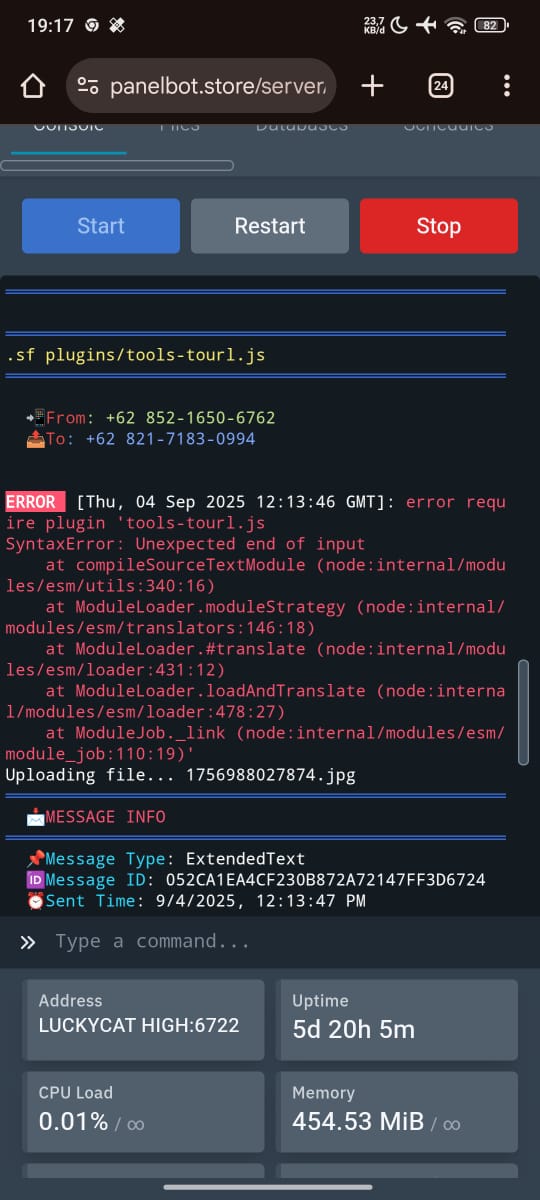 19:17
23,7
KB/d
82
panelbot.store/server/
24
Console Files Databases Schedules
Start Restart Stop
.sf plugins/tools-tourl.js
📲From: +62 852-1650-6762
📤To: +62 821-7183-0994
ERROR [Thu, 04 Sep 2025 12:13:46 GMT]: error requ
ire plugin 'tools-tourl.js
SyntaxError: Unexpected end of input
at compileSourceTextModule (node:internal/modu
les/esm/utils:340:16)
at ModuleLoader.moduleStrategy (node:internal/
modules/esm/translators:146:18)
at ModuleLoader.#translate (node:internal/modu
les/esm/loader:431:12)
at ModuleLoader.loadAndTranslate (node:interna
l/modules/esm/loader:478:27)
at ModuleJob._link (node:internal/modules/esm/
module_job:110:19)'
Uploading file... 1756988027874.jpg
📩MESSAGE INFO
📌Message Type: ExtendedText
🆔Message ID: 052CA1EA4CF230B872A72147FF3D6724
⏰Sent Time: 9/4/2025, 12:13:47 PM
» Type a command...
Address
LUCKYCAT HIGH:6722
Uptime
5d 20h 5m
CPU Load
0.01% / ∞
Memory
454.53 MiB / ∞